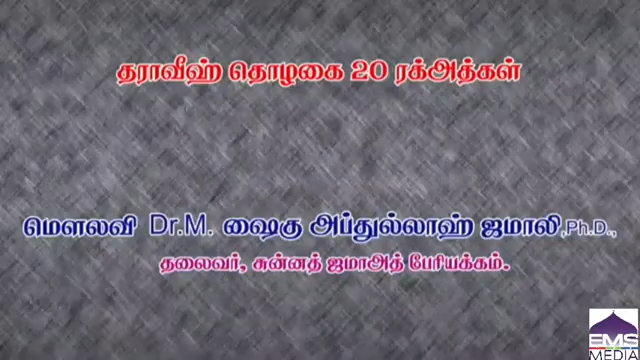 தராவீஹ் தொழகை 20 ரக்அத்கள்
மௌலவி Dr.M. ஷைகு அப்துல்லாஹ் ஜமாலி,Ph.D.,
தலைவர், சுன்னத் ஜமாஅத் பேரியக்கம்.
EMS
MEDIA